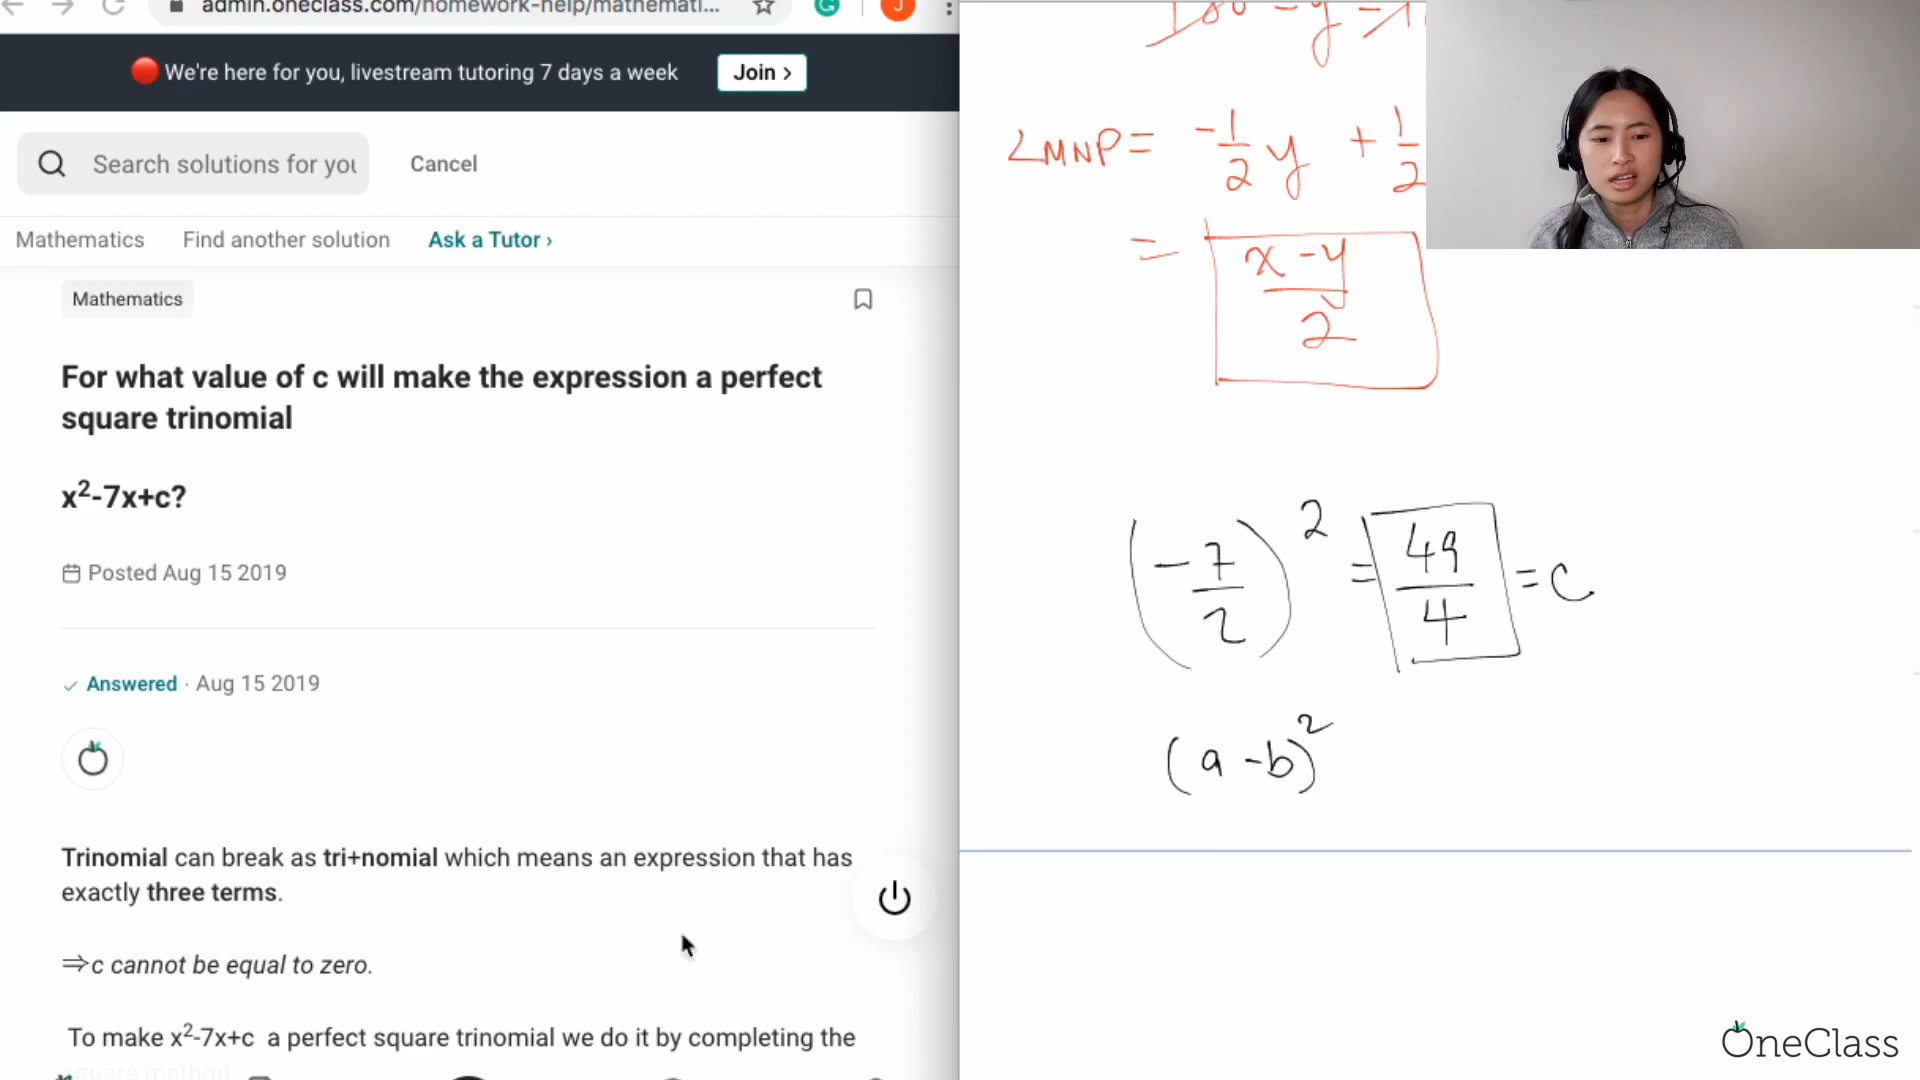 admin.oneclass.com/homework-help/mathemati...
J
We're here for you, livestream tutoring 7 days a week
Join >
Search solutions for you
Cancel
Mathematics
Find another solution
Ask a Tutor ›
Mathematics
For what value of c will make the expression a perfect
square trinomial
x²-7x+c?
Posted Aug 15 2019
Answered · Aug 15 2019
Trinomial can break as tri+nomial which means an expression that has
exactly three terms.
⇒c cannot be equal to zero.
To make x²-7x+c a perfect square trinomial we do it by completing the
square method
∠MNP = -1/2 y + 1/2
= x-y/2
(-7/2)² = 49/4 = c
(a-b)²
OneClass